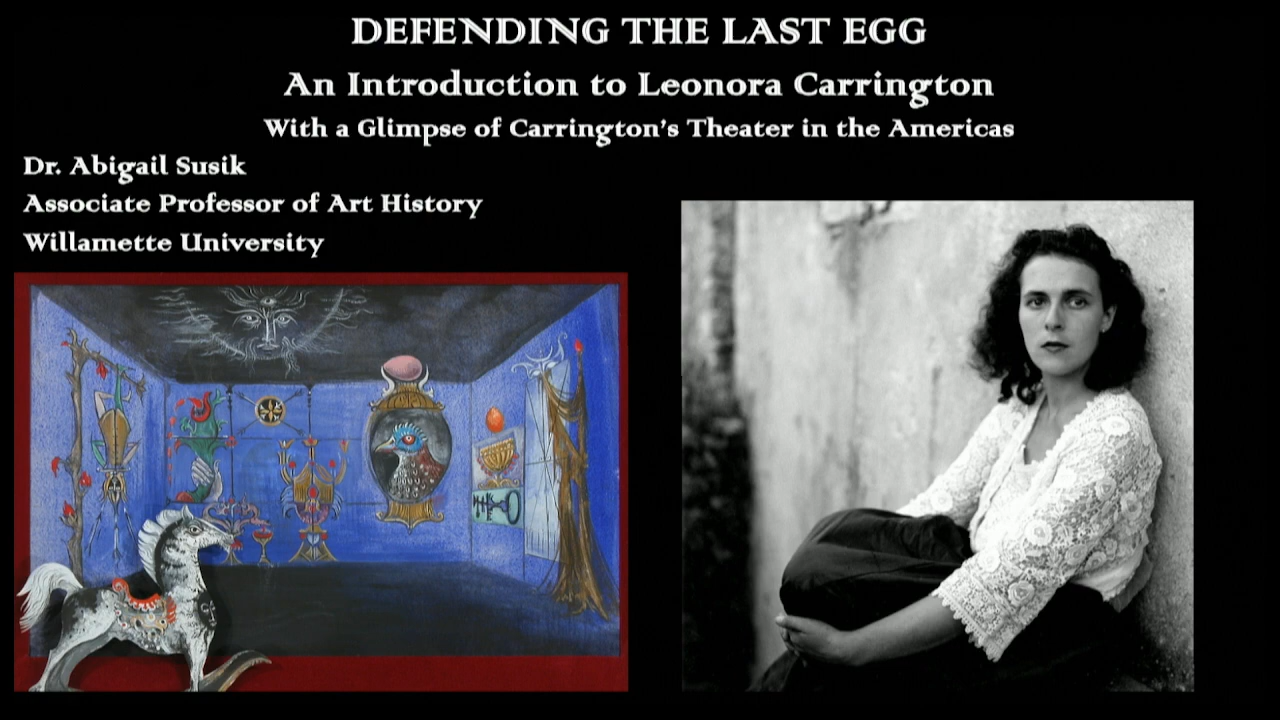 DEFENDING THE LAST EGG
An Introduction to Leonora Carrington
With a Glimpse of Carrington's Theater in the Americas
Dr. Abigail Susik
Associate Professor of Art History
Willamette University